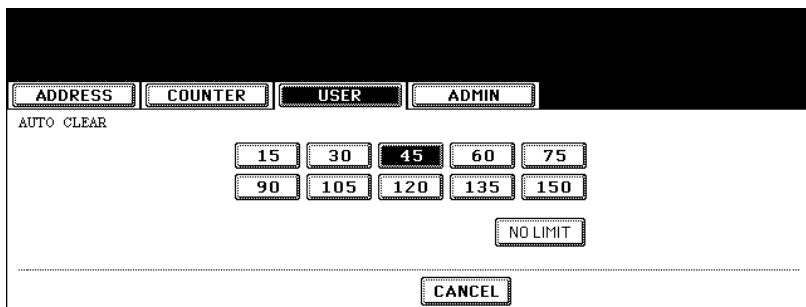 ADDRESS COUNTER USER ADMIN
AUTO CLEAR
15 30 45 60 75
90 105 120 135 150
NO LIMIT
CANCEL